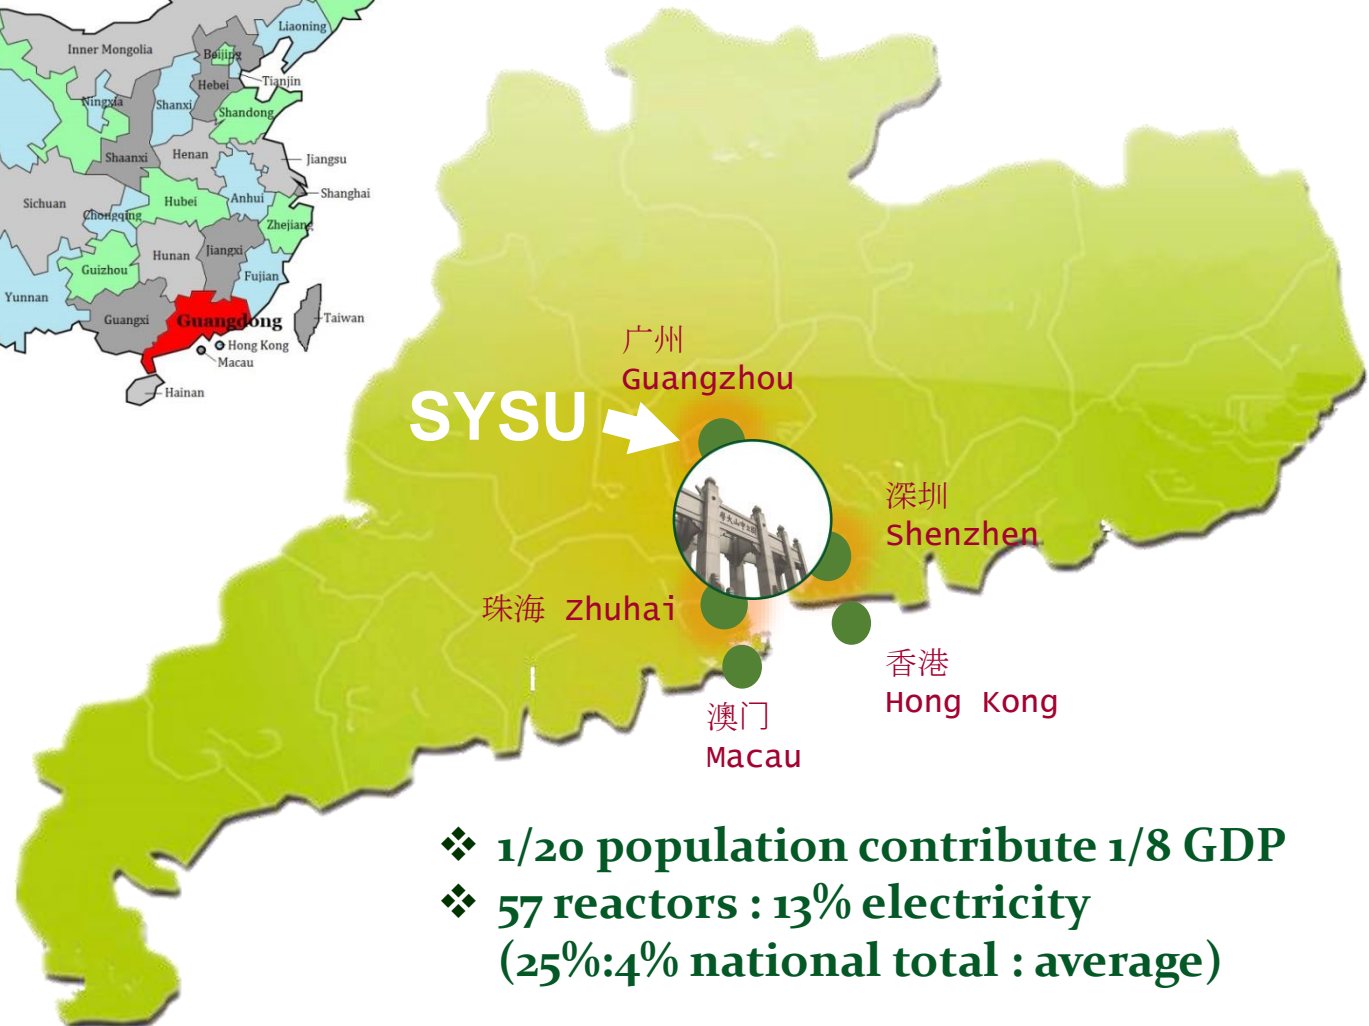 Liaoning
Inner Mongolia
Beijing
Tianjin
Hebei
Ningxia
Shanxi
Shandong
Shaanxi
Henan
Jiangsu
Shanghai
Sichuan
Chongqing
Hubei
Anhui
Zhejiang
Hunan
Jiangxi
Guizhou
Fujian
Yunnan
Guangxi
Guangdong
Taiwan
Hong Kong
Macau
Hainan
广州
Guangzhou
SYSU
深圳
Shenzhen
珠海 Zhuhai
香港
Hong Kong
澳门
Macau
❖ 1/20 population contribute 1/8 GDP
❖ 57 reactors : 13% electricity
(25%:4% national total : average)